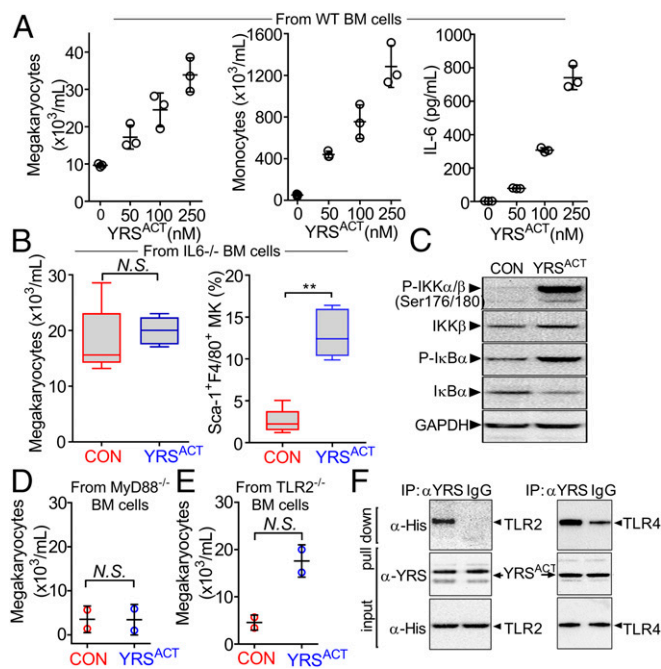 A
From WT BM cells
Megakaryocytes
(x10³/mL)
40
30
20
10
0
0 50 100 250
YRS^ACT(nM)
Monocytes (x10³/mL)
1600
1200
800
400
0
0 50 100 250
YRS^ACT(nM)
IL-6 (pg/mL)
1000
800
600
400
200
0
0 50 100 250
YRS^ACT(nM)
B
From IL6-/- BM cells
Megakaryocytes (x10³/mL)
30
20
10
0
N.S.
CON YRS^ACT
Sca-1⁺F4/80⁺ MK (%)
20
15
10
5
0
**
CON YRS^ACT
C
CON YRS^ACT
P-IKKα/β
(Ser176/180)
IKKβ
P-IκBα
IκBα
GAPDH
D
From MyD88⁻/⁻
BM cells
Megakaryocytes
(x10³/mL)
30
20
10
0
N.S.
CON YRS^ACT
E
From TLR2⁻/⁻
BM cells
Megakaryocytes
(x10³/mL)
30
20
10
0
N.S.
CON YRS^ACT
F
IP: αYRS IgG
IP: αYRS IgG
pull down
α-His
TLR2
TLR4
α-YRS
YRS^ACT
input
α-His
TLR2
TLR4